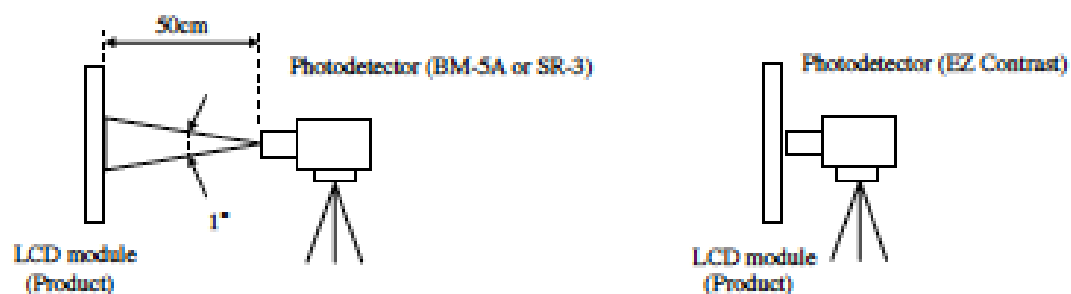 50cm
Photodetector (BM-5A or SR-3)
1°
LCD module
(Product)
Photodetector (EZ Contrast)
LCD module
(Product)